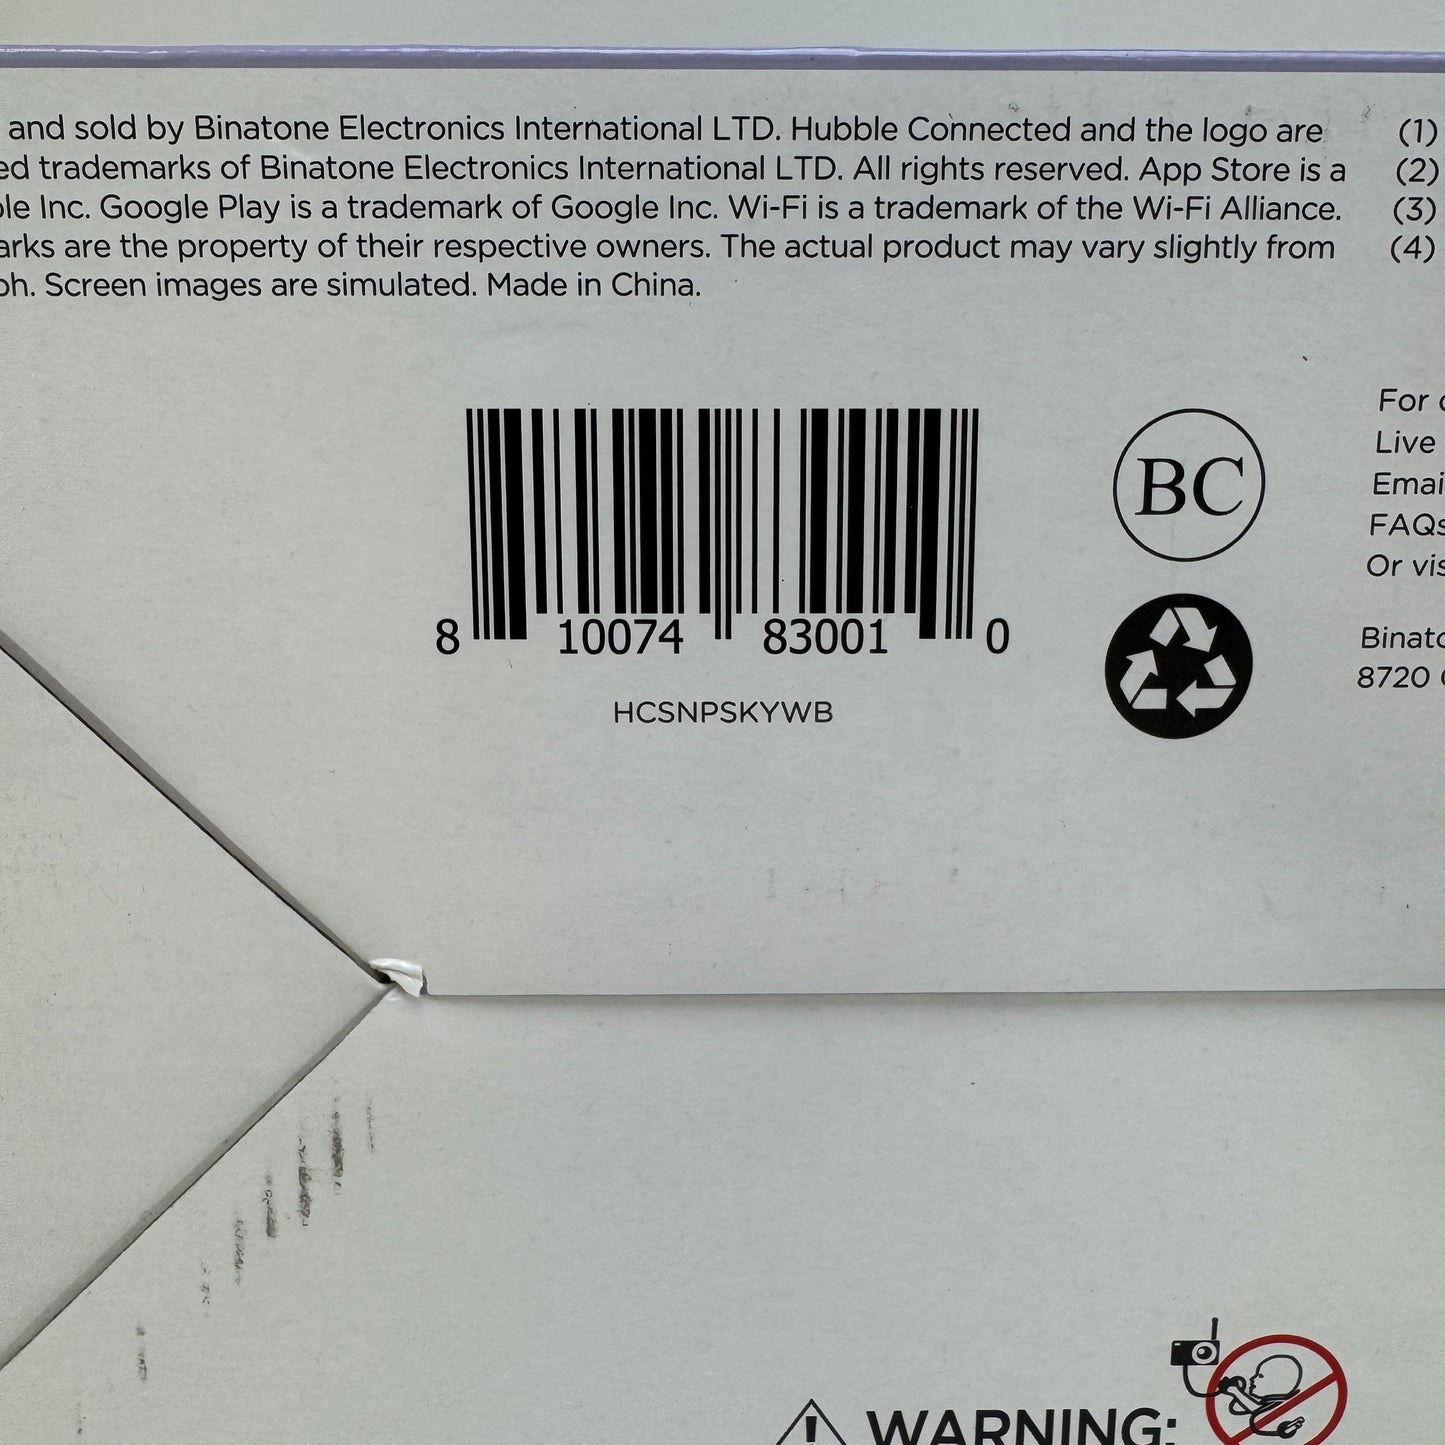 and sold by Binatone Electronics International LTD. Hubble Connected and the logo are
ed trademarks of Binatone Electronics International LTD. All rights reserved. App Store is a
le Inc. Google Play is a trademark of Google Inc. Wi-Fi is a trademark of the Wi-Fi Alliance.
arks are the property of their respective owners. The actual product may vary slightly from
ph. Screen images are simulated. Made in China.
(1)
(2)
(3)
(4)
8 10074 83001 0
HCSNPSKYWB
BC
For
Live
Emai
FAQs
Or vis
Binato
8720
WARNING: